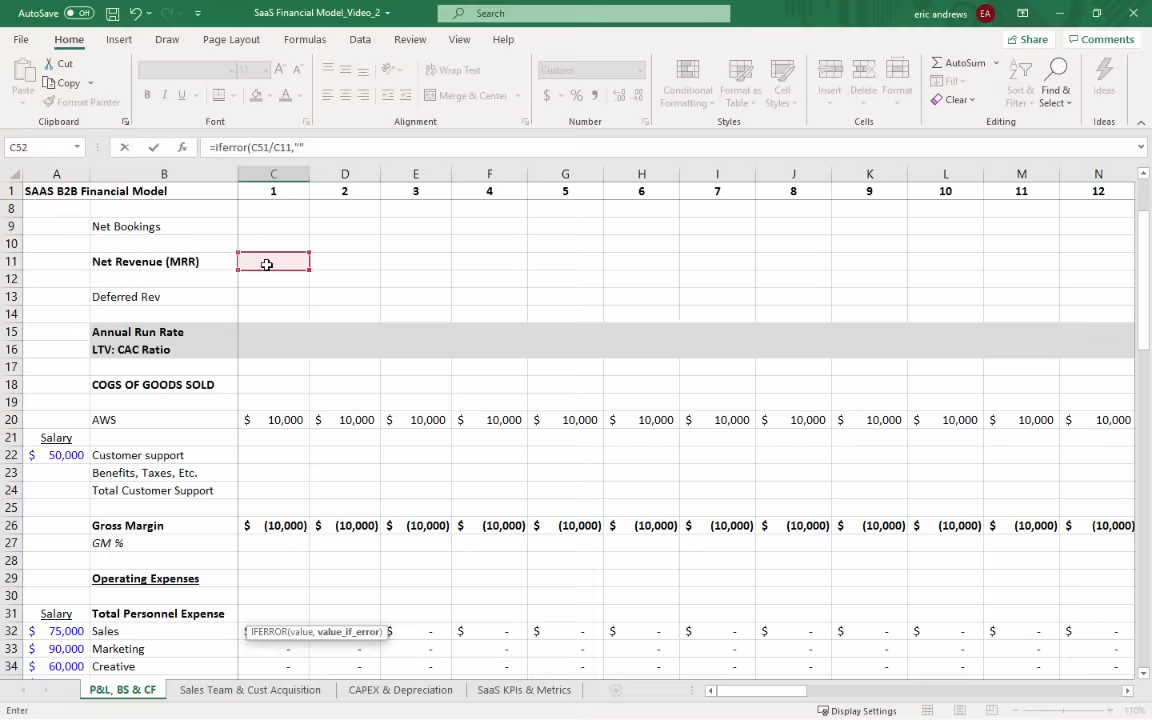 AutoSave Off SaaS Financial Model_Video_2 Search eric andrews EA
File Home Insert Draw Page Layout Formulas Data Review View Help Share Comments
Paste Cut Copy Format Painter Clipboard
11 B I U Font
Wrap Text Merge & Center Alignment
Custom $ % Number
Conditional Formatting Format as Table Cell Styles Styles
Insert Delete Format Cells
AutoSum Fill Clear Sort & Filter Find & Select Editing
Ideas Ideas
C52 fx =iferror(C51/C11,""
A B C D E F G H I J K L M N
1 SAAS B2B Financial Model 1 2 3 4 5 6 7 8 9 10 11 12
8
9 Net Bookings
10
11 Net Revenue (MRR)
12
13 Deferred Rev
14
15 Annual Run Rate
16 LTV: CAC Ratio
17
18 COGS OF GOODS SOLD
19
20 AWS $ 10,000 $ 10,000 $ 10,000 $ 10,000 $ 10,000 $ 10,000 $ 10,000 $ 10,000 $ 10,000 $ 10,000 $ 10,000 $ 10,000
21 Salary
22 $ 50,000 Customer support
23 Benefits, Taxes, Etc.
24 Total Customer Support
25
26 Gross Margin $ (10,000) $ (10,000) $ (10,000) $ (10,000) $ (10,000) $ (10,000) $ (10,000) $ (10,000) $ (10,000) $ (10,000) $ (10,000) $ (10,000)
27 GM %
28
29 Operating Expenses
30
31 Salary Total Personnel Expense
32 $ 75,000 Sales IFERROR(value, value_if_error) $ - $ - $ - $ - $ - $ - $ - $ - $ - $ -
33 $ 90,000 Marketing - - - - - - - - - - - -
34 $ 60,000 Creative - - - - - - - - - - - -
P&L, BS & CF Sales Team & Cust Acquisition CAPEX & Depreciation SaaS KPIs & Metrics
Enter Display Settings 110%